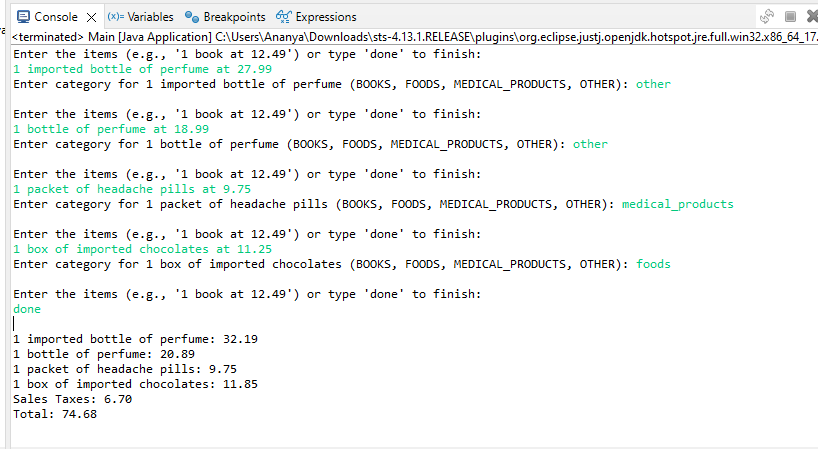 Console (x)= Variables Breakpoints Expressions
<terminated> Main [Java Application] C:\Users\Ananya\Downloads\sts-4.13.1.RELEASE\plugins\org.eclipse.justj.openjdk.hotspot.jre.full.win32.x86_64_17.
Enter the items (e.g., '1 book at 12.49') or type 'done' to finish:
1 imported bottle of perfume at 27.99
Enter category for 1 imported bottle of perfume (BOOKS, FOODS, MEDICAL_PRODUCTS, OTHER): other
Enter the items (e.g., '1 book at 12.49') or type 'done' to finish:
1 bottle of perfume at 18.99
Enter category for 1 bottle of perfume (BOOKS, FOODS, MEDICAL_PRODUCTS, OTHER): other
Enter the items (e.g., '1 book at 12.49') or type 'done' to finish:
1 packet of headache pills at 9.75
Enter category for 1 packet of headache pills (BOOKS, FOODS, MEDICAL_PRODUCTS, OTHER): medical_products
Enter the items (e.g., '1 book at 12.49') or type 'done' to finish:
1 box of imported chocolates at 11.25
Enter category for 1 box of imported chocolates (BOOKS, FOODS, MEDICAL_PRODUCTS, OTHER): foods
Enter the items (e.g., '1 book at 12.49') or type 'done' to finish:
done
1 imported bottle of perfume: 32.19
1 bottle of perfume: 20.89
1 packet of headache pills: 9.75
1 box of imported chocolates: 11.85
Sales Taxes: 6.70
Total: 74.68